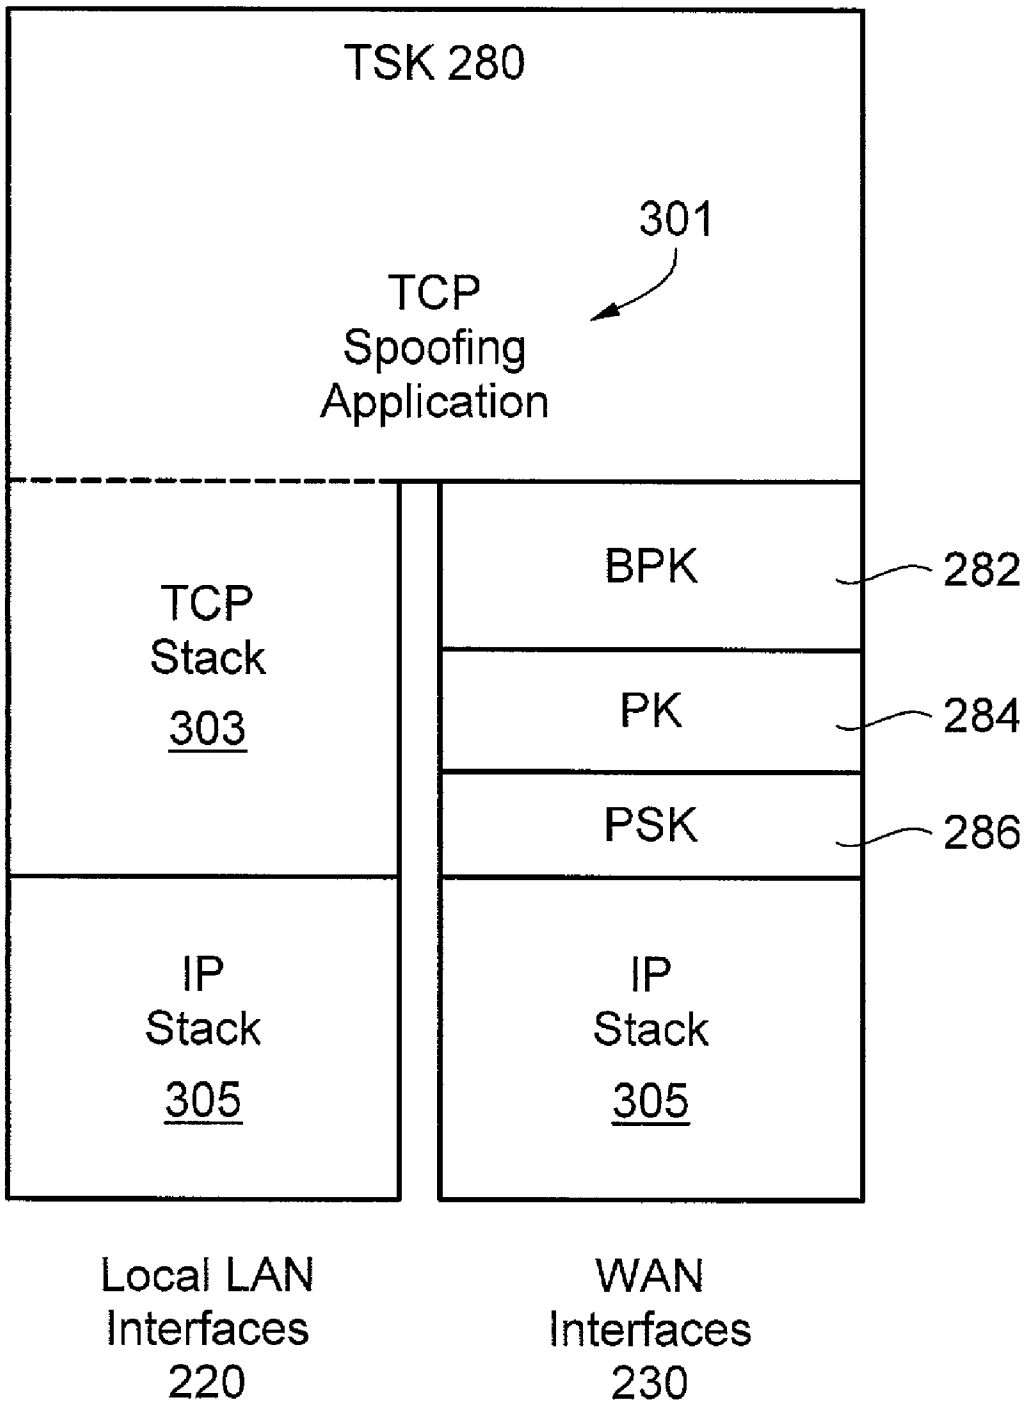 TSK 280
301
TCP
Spoofing
Application
TCP
Stack
303
BPK
282
PK
284
PSK
286
IP
Stack
305
IP
Stack
305
Local LAN
Interfaces
220
WAN
Interfaces
230